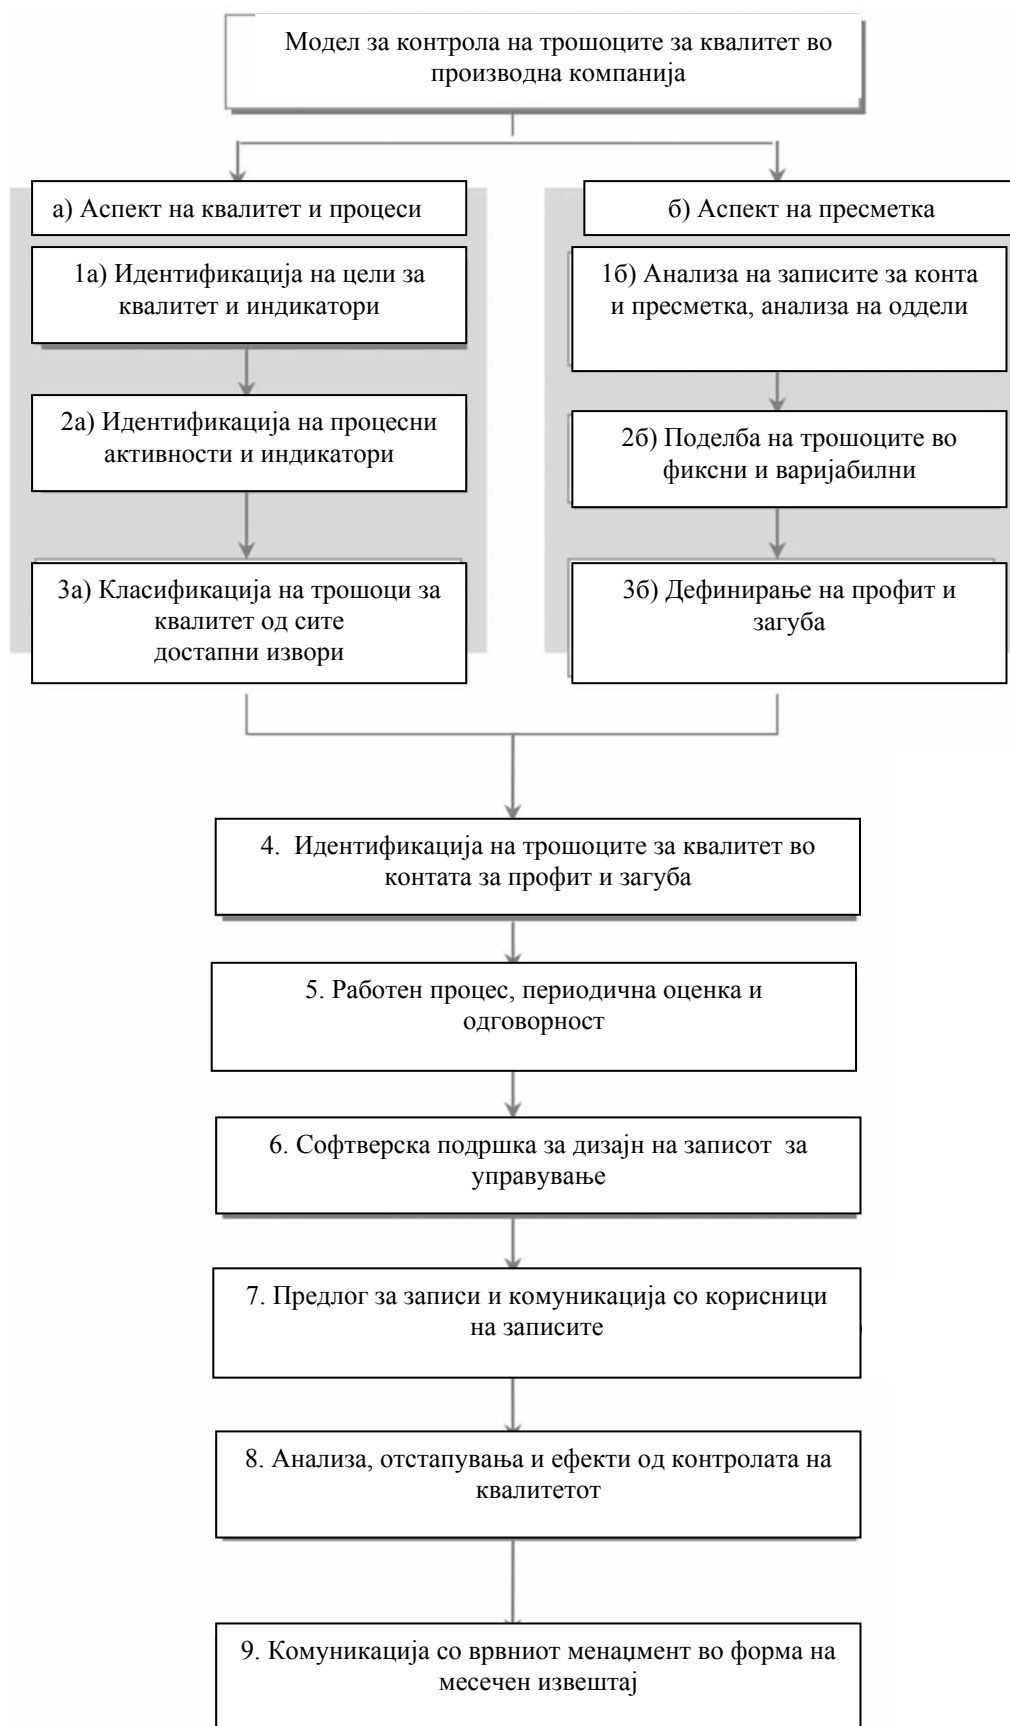 Модел за контрола на трошоците за квалитет во
производна компанија
а) Аспект на квалитет и процеси
1а) Идентификација на цели за
квалитет и индикатори
2а) Идентификација на процесни
активности и индикатори
3а) Класификација на трошоци за
квалитет од сите
достапни извори
б) Аспект на пресметка
1б) Анализа на записите за конта
и пресметка, анализа на оддели
2б) Поделба на трошоците во
фиксни и варијабилни
3б) Дефинирање на профит и
загуба
4. Идентификација на трошоците за квалитет во
контата за профит и загуба
5. Работен процес, периодична оценка и
одговорност
6. Софтверска подршка за дизајн на записот за
управување
7. Предлог за записи и комуникација со корисници
на записите
8. Анализа, отстапувања и ефекти од контролата на
квалитетот
9. Комуникација со врвниот менаџмент во форма на
месечен извештај